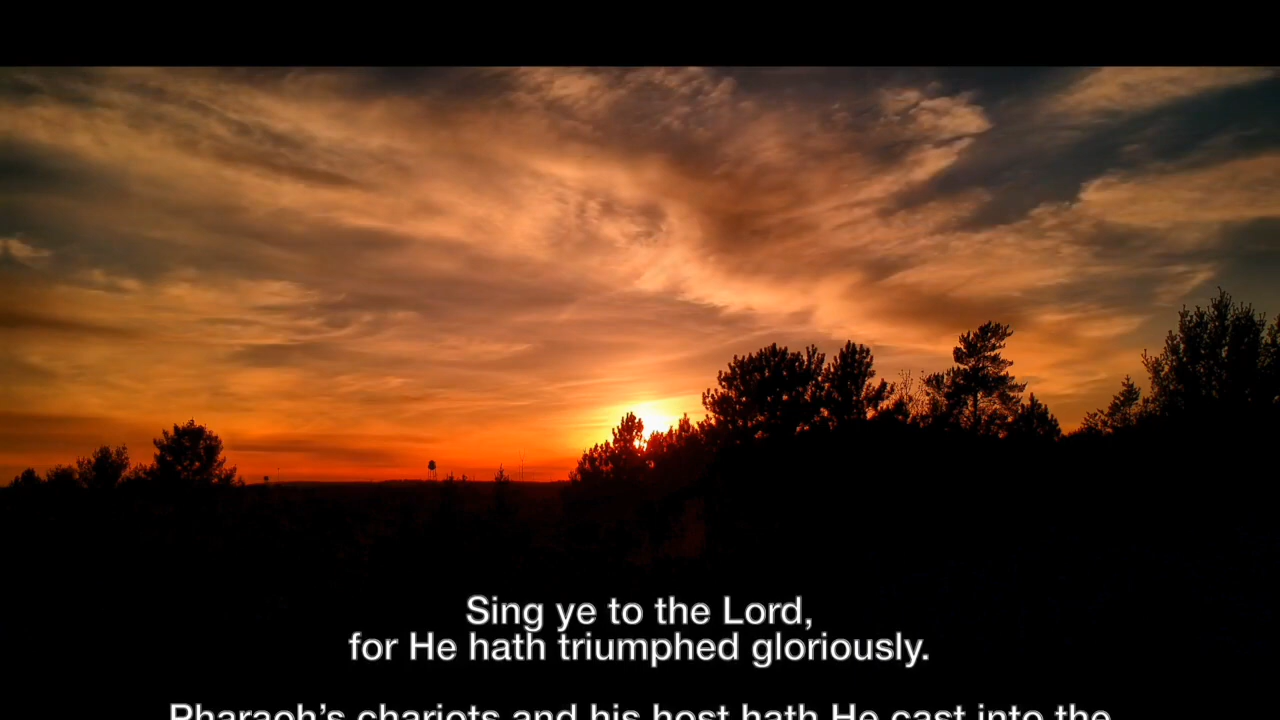 Sing ye to the Lord,
for He hath triumphed gloriously.
Pharaoh’s chariots and his host hath He cast into the